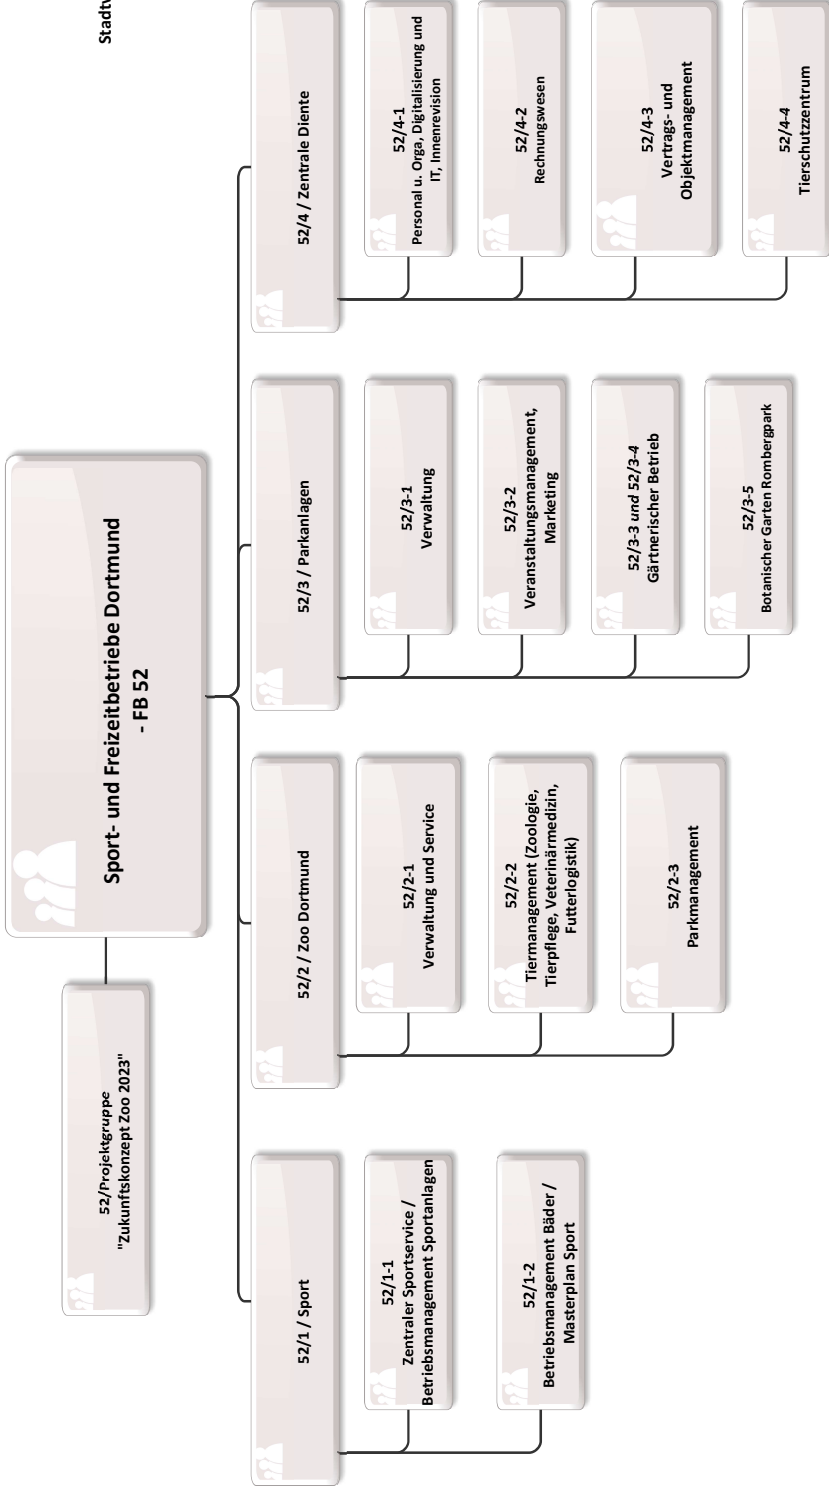 Sport- und Freizeitbetriebe Dortmund
- FB 52
52/Projektgruppe
"Zukunftskonzept Zoo 2023"
52/1 / Sport
52/1-1
Zentraler Sportservice /
Betriebsmanagement Sportanlagen
52/1-2
Betriebsmanagement Bäder /
Masterplan Sport
52/2 / Zoo Dortmund
52/2-1
Verwaltung und Service
52/2-2
Tiermanagement (Zoologie,
Tierpflege, Veterinärmedizin,
Futterlogistik)
52/2-3
Parkmanagement
52/3 / Parkanlagen
52/3-1
Verwaltung
52/3-2
Veranstaltungsmanagement,
Marketing
52/3-3 und 52/3-4
Gärtnerischer Betrieb
52/3-5
Botanischer Garten Rombergpark
52/4 / Zentrale Diente
52/4-1
Personal u. Orga, Digitalisierung und
IT, Innenrevision
52/4-2
Rechnungswesen
52/4-3
Vertrags- und
Objektmanagement
52/4-4
Tierschutzzentrum